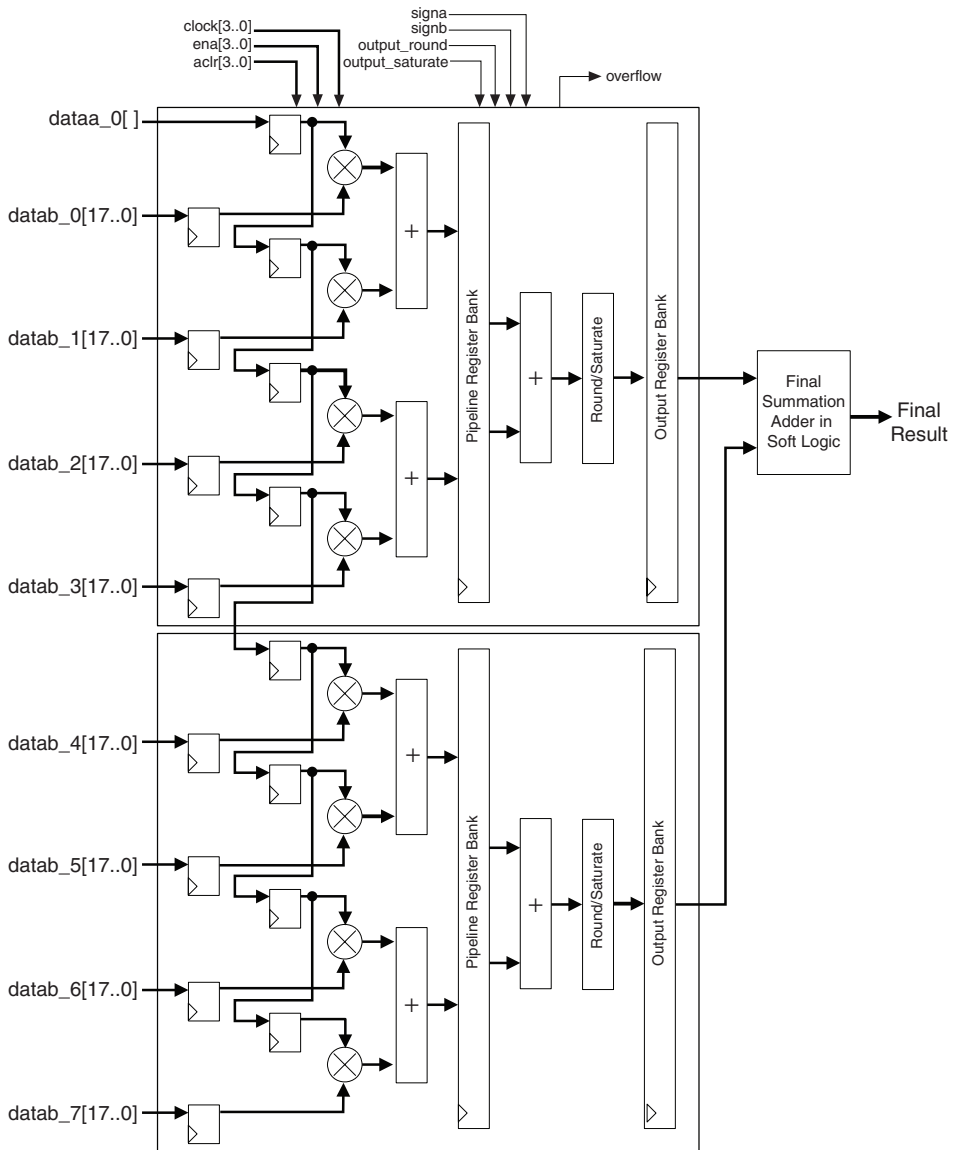 signa
signb
output_round
output_saturate
clock[3..0]
ena[3..0]
aclr[3..0]
overflow
dataa_0[ ]
datab_0[17..0]
+
datab_1[17..0]
Pipeline Register Bank
+
Round/Saturate
Output Register Bank
Final
Summation
Adder in
Soft Logic
Final
Result
datab_2[17..0]
+
datab_3[17..0]
datab_4[17..0]
+
datab_5[17..0]
Pipeline Register Bank
+
Round/Saturate
Output Register Bank
datab_6[17..0]
+
datab_7[17..0]